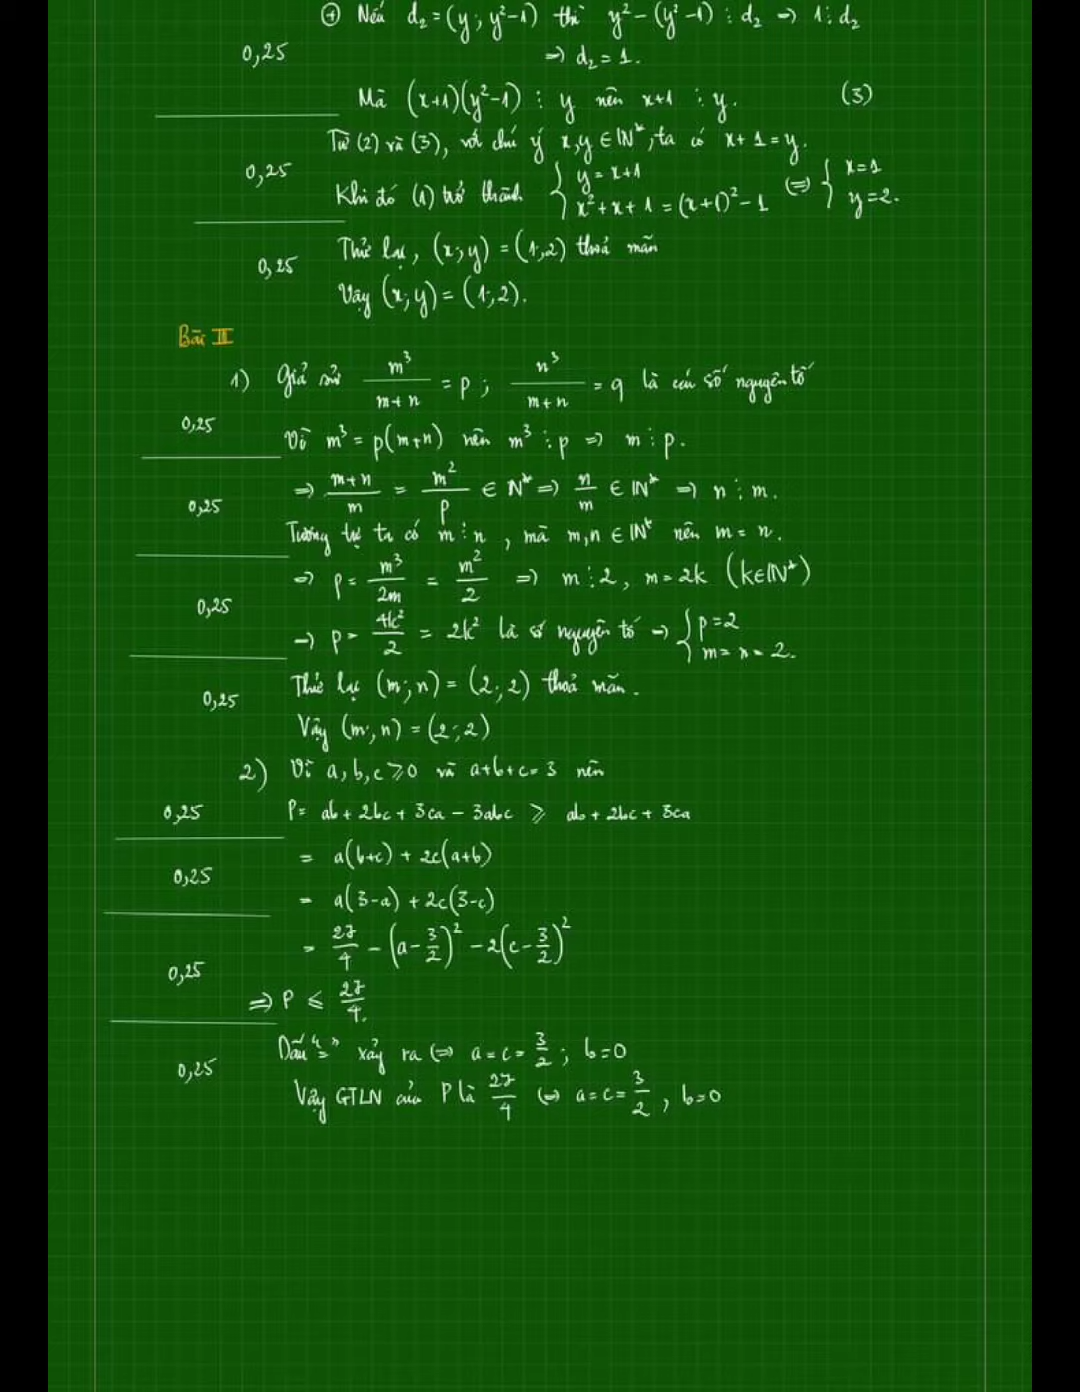 ⊕ Nếu d₂ = (y; y²-1) thì y² - (y²-1) ⋮ d₂ ⇒ 1 ⋮ d₂
0,25 ⇒ d₂ = 1.
Mà (x+1)(y²-1) ⋮ y nên x+1 ⋮ y. (3)
Từ (2) và (3), với chú ý x,y ∈ ℕ*, ta có x+1 = y.
0,25 Khi đó (1) trở thành { y = x+1 ; x²+x+1 = (x+1)² - 1 ⇔ { x=1 ; y=2.
0,25 Thử lại, (x;y) = (1;2) thoả mãn
Vậy (x;y) = (1;2).
Bài III
1) Giả sử m³/(m+n) = p ; n³/(m+n) = q là các số nguyên tố
0,25 Vì m³ = p(m+n) nên m³ ⋮ p ⇒ m ⋮ p.
0,25 ⇒ (m+n)/m = m²/p ∈ ℕ* ⇒ n/m ∈ ℕ* ⇒ n ⋮ m.
Tương tự ta có m ⋮ n, mà m,n ∈ ℕ* nên m = n.
⇒ p = m³/2m = m²/2 ⇒ m ⋮ 2, m = 2k (k∈ℕ*)
0,25 → p = 4k²/2 = 2k² là số nguyên tố → { p=2 ; m = n = 2.
0,25 Thử lại (m;n) = (2;2) thoả mãn.
Vậy (m;n) = (2;2)
2) Vì a,b,c ⩾ 0 và a+b+c = 3 nên
0,25 P = ab + 2bc + 3ca - 3abc ⩾ ab + 2bc + 3ca
0,25 = a(b+c) + 2c(a+b)
= a(3-a) + 2c(3-c)
0,25 = 27/4 - (a - 3/2)² - 2(c - 3/2)²
⇒ P ⩽ 27/4.
0,25 Dấu "=" xảy ra ⇔ a = c = 3/2 ; b=0
Vậy GTLN của P là 27/4 ⇔ a = c = 3/2, b=0